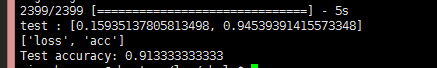 2399/2399 [==============================] - 5s
test : [0.15935137805813498, 0.94539391415573348]
['loss', 'acc']
Test accuracy: 0.913333333333